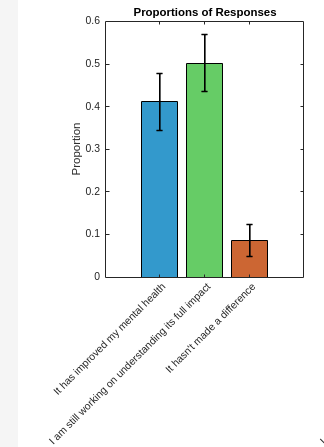 Proportions of Responses
Proportion
0.6
0.5
0.4
0.3
0.2
0.1
0
It has improved my mental health
I am still working on understanding its full impact
It hasn't made a difference